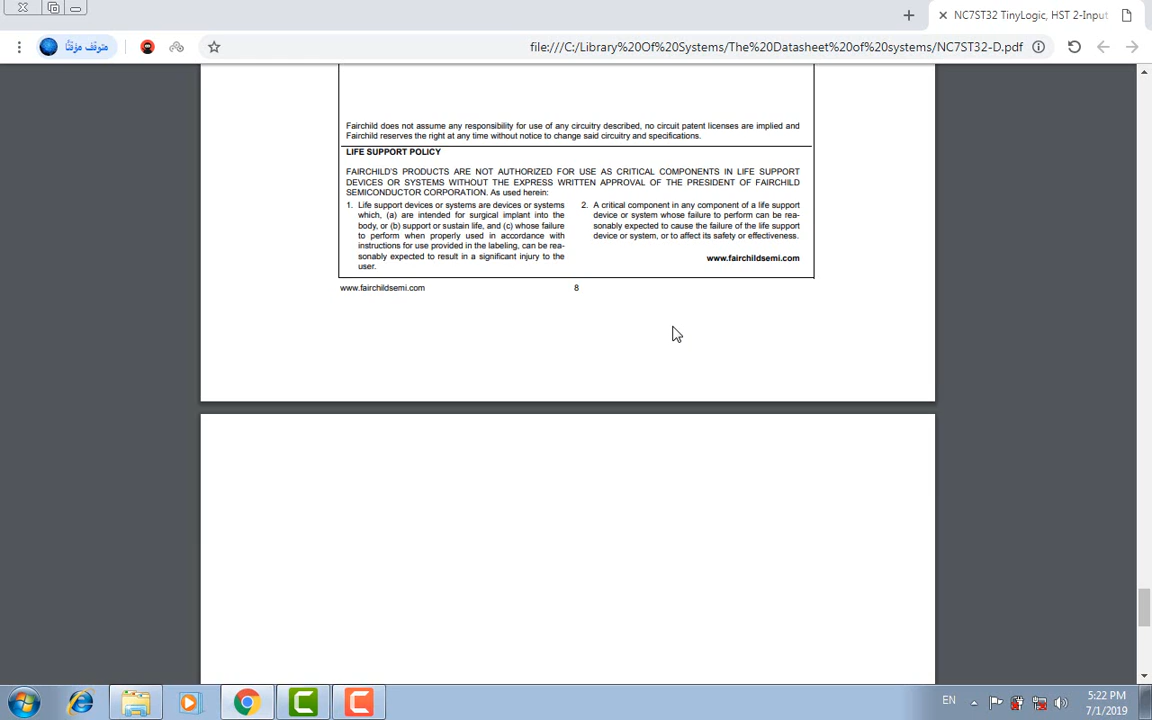 NC7ST32 TinyLogic, HST 2-Input
متوقف مؤقتًا
file:///C:/Library%20Of%20Systems/The%20Datasheet%20of%20systems/NC7ST32-D.pdf
Fairchild does not assume any responsibility for use of any circuitry described, no circuit patent licenses are implied and
Fairchild reserves the right at any time without notice to change said circuitry and specifications.
LIFE SUPPORT POLICY
FAIRCHILD'S PRODUCTS ARE NOT AUTHORIZED FOR USE AS CRITICAL COMPONENTS IN LIFE SUPPORT
DEVICES OR SYSTEMS WITHOUT THE EXPRESS WRITTEN APPROVAL OF THE PRESIDENT OF FAIRCHILD
SEMICONDUCTOR CORPORATION. As used herein:
1. Life support devices or systems are devices or systems
which, (a) are intended for surgical implant into the
body, or (b) support or sustain life, and (c) whose failure
to perform when properly used in accordance with
instructions for use provided in the labeling, can be rea-
sonably expected to result in a significant injury to the
user.
2. A critical component in any component of a life support
device or system whose failure to perform can be rea-
sonably expected to cause the failure of the life support
device or system, or to affect its safety or effectiveness.
www.fairchildsemi.com
www.fairchildsemi.com
8
EN
5:22 PM
7/1/2019